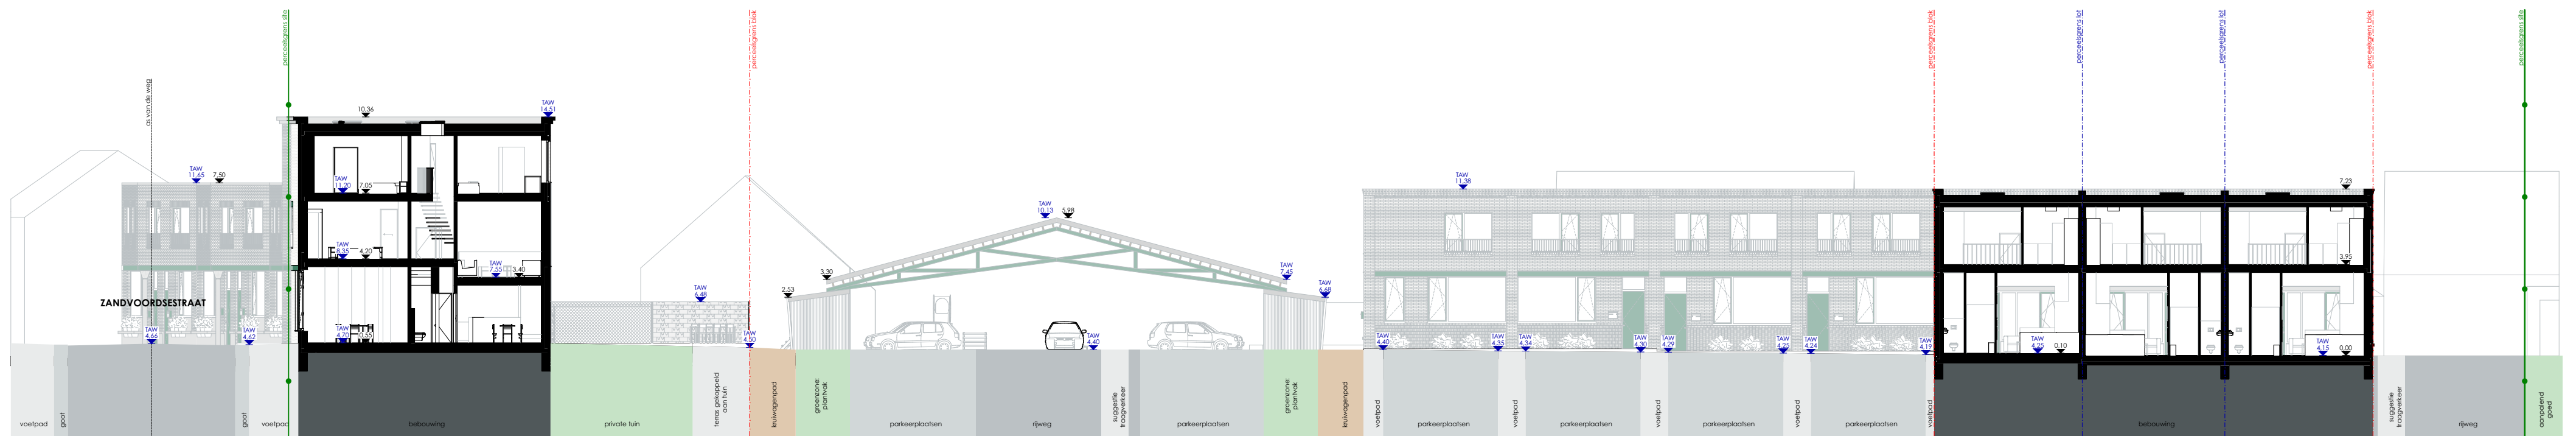 perceelsgrens site
perceelsgrens blok
perceelsgrens blok
perceelsgrens lot
perceelsgrens lot
perceelsgrens blok
perceelsgrens site
as van de weg
10,36
TAW
14,51
TAW
11,65
7,50
TAW
11,20
7,05
TAW
8,35
4,20
TAW
7,55
3,40
TAW
4,70
0,55
ZANDVOORDSESTRAAT
TAW
4,66
TAW
4,62
TAW
6,48
TAW
4,50
2,53
3,30
TAW
10,13
5,98
TAW
7,45
TAW
6,68
TAW
4,40
TAW
11,38
TAW
4,40
TAW
4,35
TAW
4,34
TAW
4,30
TAW
4,29
TAW
4,25
TAW
4,24
TAW
4,19
7,23
3,95
TAW
4,25
0,10
TAW
4,15
0,00
voetpad
goot
goot
voetpad
bebouwing
private tuin
terras gekoppeld
aan tuin
kruiwagenpad
groenzone:
plantvak
parkeerplaatsen
rijweg
suggestie
traagverkeer
parkeerplaatsen
groenzone:
plantvak
kruiwagenpad
voetpad
parkeerplaatsen
voetpad
parkeerplaatsen
voetpad
parkeerplaatsen
voetpad
parkeerplaatsen
voetpad
bebouwing
suggestie
traagverkeer
rijweg
aanpalend
goed